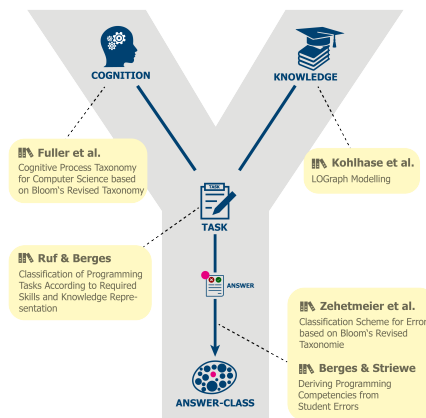 COGNITION
KNOWLEDGE
Fuller et al.
Cognitive Process Taxonomy
for Computer Science based
on Bloom's Revised Taxonomy
Kohlhase et al.
LOGraph Modelling
TASK
TASK
Ruf & Berges
Classification of Programming
Tasks According to Required
Skills and Knowledge Repre-
sentation
ANSWER
Zehetmeier et al.
Classification Scheme for Error
based on Bloom's Revised
Taxonomie
Berges & Striewe
Deriving Programming
Competencies from
Student Errors
ANSWER-CLASS